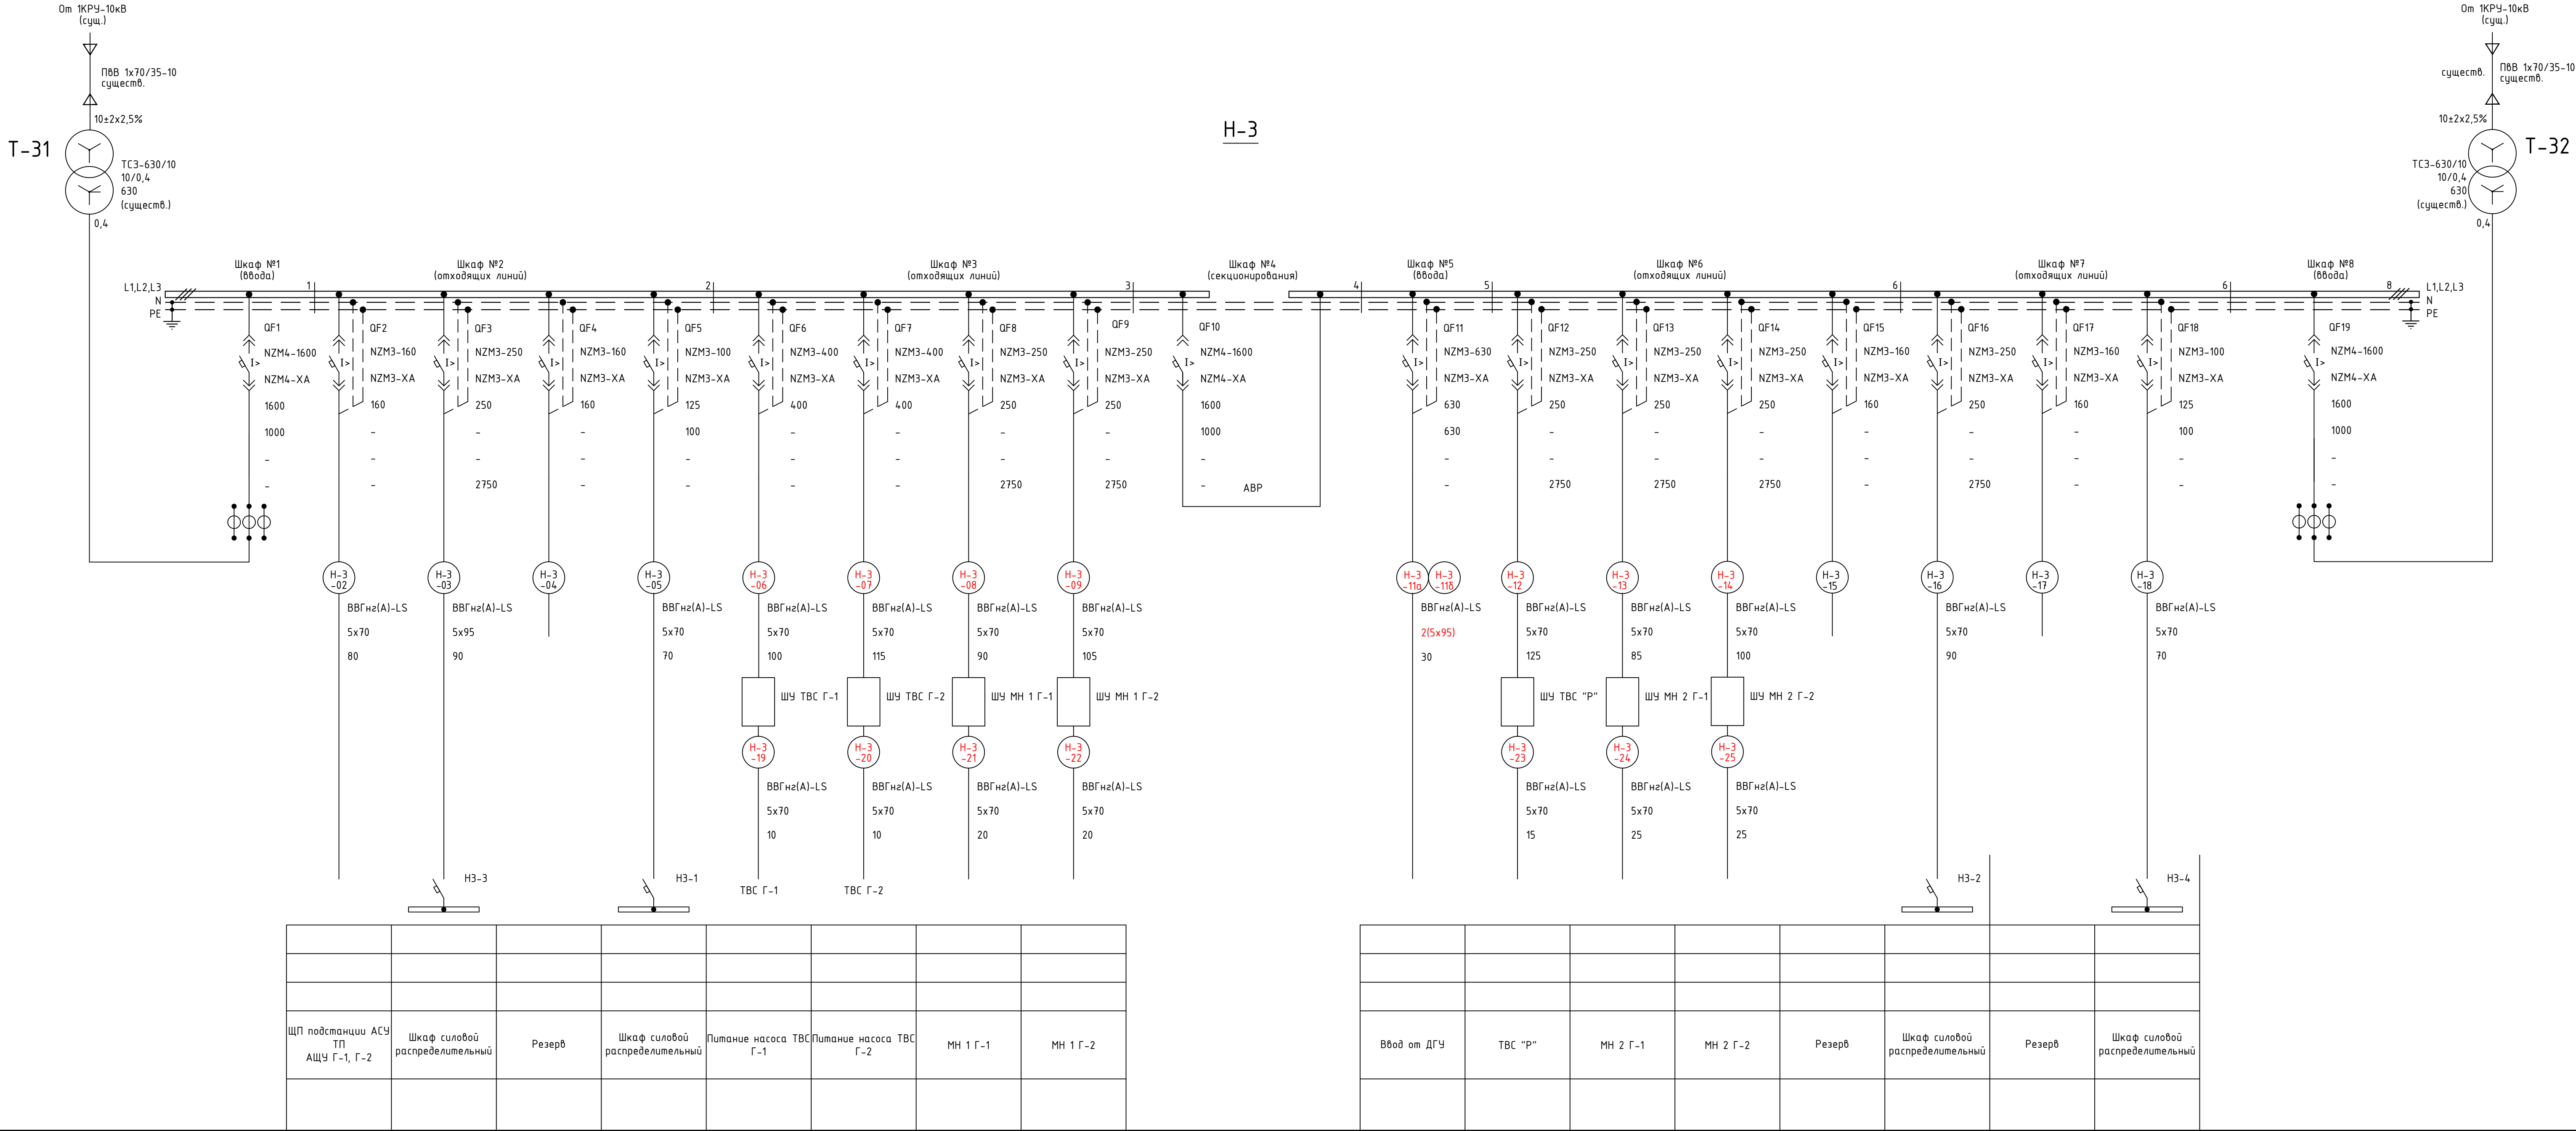 От 1КРУ-10кВ
(сущ.)
ПвВ 1х70/35-10
существ.
10±2х2,5%
Т-31
ТСЗ-630/10
10/0,4
630
(существ.)
0,4
Н-3
От 1КРУ-10кВ
(сущ.)
существ.
ПвВ 1х70/35-10
существ.
10±2х2,5%
Т-32
ТСЗ-630/10
10/0,4
630
(существ.)
0,4
Шкаф №1
(ввода)
Шкаф №2
(отходящих линий)
Шкаф №3
(отходящих линий)
Шкаф №4
(секционирования)
Шкаф №5
(ввода)
Шкаф №6
(отходящих линий)
Шкаф №7
(отходящих линий)
Шкаф №8
(ввода)
L1,L2,L3
N
PE
1 2 3 4 5 6 6 8
L1,L2,L3
N
PE
QF1
I>
NZM4-1600
NZM4-XA
1600
1000
-
-
QF2
I>
NZM3-160
NZM3-XA
160
-
-
-
QF3
I>
NZM3-250
NZM3-XA
250
-
-
2750
QF4
I>
NZM3-160
NZM3-XA
160
-
-
-
QF5
I>
NZM3-100
NZM3-XA
125
100
-
-
QF6
I>
NZM3-400
NZM3-XA
400
-
-
-
QF7
I>
NZM3-400
NZM3-XA
400
-
-
-
QF8
I>
NZM3-250
NZM3-XA
250
-
-
2750
QF9
I>
NZM3-250
NZM3-XA
250
-
-
2750
QF10
I>
NZM4-1600
NZM4-XA
1600
1000
-
-
АВР
QF11
I>
NZM3-630
NZM3-XA
630
630
-
-
QF12
I>
NZM3-250
NZM3-XA
250
-
-
2750
QF13
I>
NZM3-250
NZM3-XA
250
-
-
2750
QF14
I>
NZM3-250
NZM3-XA
250
-
-
2750
QF15
I>
NZM3-160
NZM3-XA
160
-
-
-
QF16
I>
NZM3-250
NZM3-XA
250
-
-
2750
QF17
I>
NZM3-160
NZM3-XA
160
-
-
-
QF18
I>
NZM3-100
NZM3-XA
125
100
-
-
QF19
I>
NZM4-1600
NZM4-XA
1600
1000
-
-
Н-3
-02
ВВГнг(А)-LS
5х70
80
Н-3
-03
ВВГнг(А)-LS
5х95
90
Н3-3
Н-3
-04
Н-3
-05
ВВГнг(А)-LS
5х70
70
Н3-1
Н-3
-06
ВВГнг(А)-LS
5х70
100
ШУ ТВС Г-1
Н-3
-19
ВВГнг(А)-LS
5х70
10
ТВС Г-1
Н-3
-07
ВВГнг(А)-LS
5х70
115
ШУ ТВС Г-2
Н-3
-20
ВВГнг(А)-LS
5х70
10
ТВС Г-2
Н-3
-08
ВВГнг(А)-LS
5х70
90
ШУ МН 1 Г-1
Н-3
-21
ВВГнг(А)-LS
5х70
20
Н-3
-09
ВВГнг(А)-LS
5х70
105
ШУ МН 1 Г-2
Н-3
-22
ВВГнг(А)-LS
5х70
20
Н-3
-11а
Н-3
-11б
ВВГнг(А)-LS
2(5х95)
30
Н-3
-12
ВВГнг(А)-LS
5х70
125
ШУ ТВС "Р"
Н-3
-23
ВВГнг(А)-LS
5х70
15
Н-3
-13
ВВГнг(А)-LS
5х70
85
ШУ МН 2 Г-1
Н-3
-24
ВВГнг(А)-LS
5х70
25
Н-3
-14
ВВГнг(А)-LS
5х70
100
ШУ МН 2 Г-2
Н-3
-25
ВВГнг(А)-LS
5х70
25
Н-3
-15
Н-3
-16
ВВГнг(А)-LS
5х70
90
Н3-2
Н-3
-17
Н-3
-18
ВВГнг(А)-LS
5х70
70
Н3-4
ЩП подстанции АСУ
ТП
АЩУ Г-1, Г-2
Шкаф силовой
распределительный
Резерв
Шкаф силовой
распределительный
Питание насоса ТВС
Г-1
Питание насоса ТВС
Г-2
МН 1 Г-1
МН 1 Г-2
Ввод от ДГУ
ТВС "Р"
МН 2 Г-1
МН 2 Г-2
Резерв
Шкаф силовой
распределительный
Резерв
Шкаф силовой
распределительный